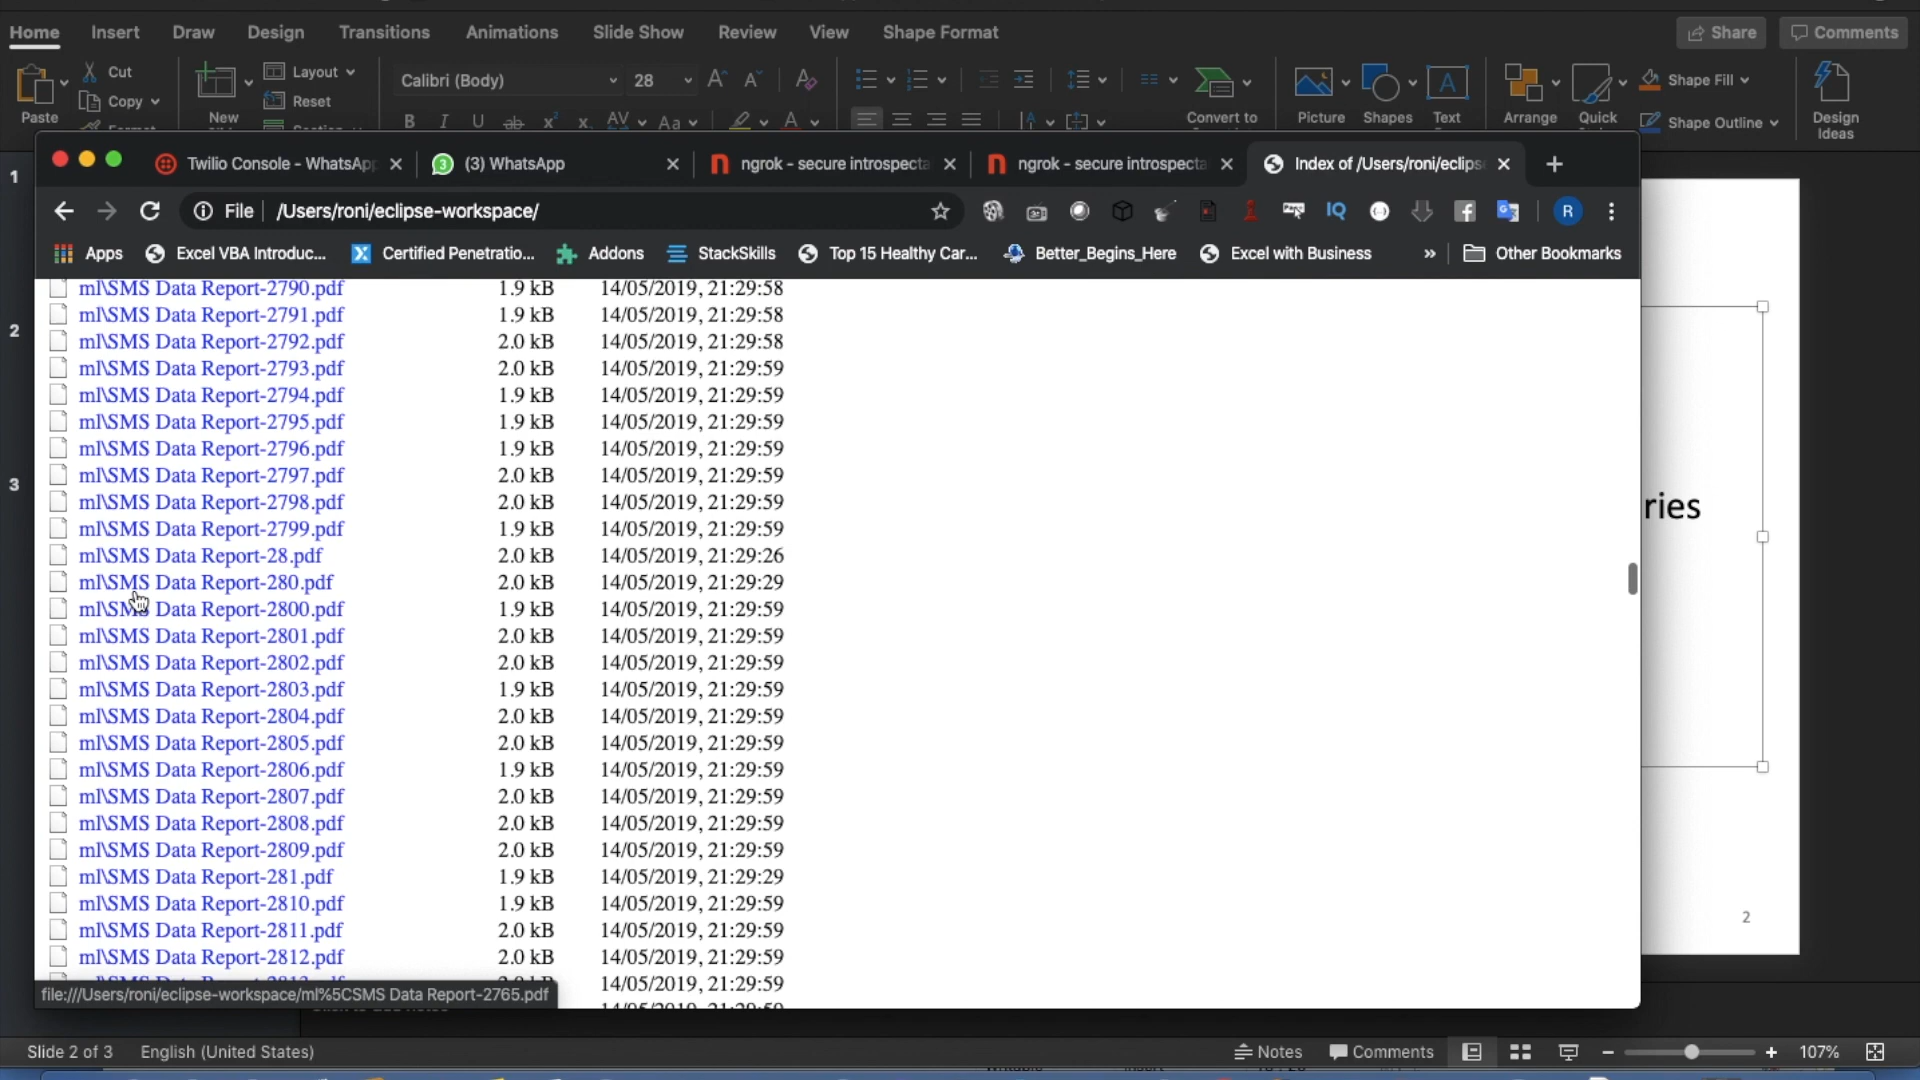 Home Insert Draw Design Transitions Animations Slide Show Review View Shape Format Share Comments
Cut Layout Calibri (Body) 28 Shape Fill
Copy Reset
Paste New Convert to Picture Shapes Text Arrange Quick Shape Outline Design Ideas
Twilio Console - WhatsApp (3) WhatsApp ngrok - secure introspecta ngrok - secure introspecta Index of /Users/roni/eclips
File /Users/roni/eclipse-workspace/
Apps Excel VBA Introduc... Certified Penetratio... Addons StackSkills Top 15 Healthy Car... Better_Begins_Here Excel with Business » Other Bookmarks
ml\SMS Data Report-2790.pdf 1.9 kB 14/05/2019, 21:29:58
ml\SMS Data Report-2791.pdf 1.9 kB 14/05/2019, 21:29:58
ml\SMS Data Report-2792.pdf 2.0 kB 14/05/2019, 21:29:58
ml\SMS Data Report-2793.pdf 2.0 kB 14/05/2019, 21:29:59
ml\SMS Data Report-2794.pdf 1.9 kB 14/05/2019, 21:29:59
ml\SMS Data Report-2795.pdf 1.9 kB 14/05/2019, 21:29:59
ml\SMS Data Report-2796.pdf 1.9 kB 14/05/2019, 21:29:59
ml\SMS Data Report-2797.pdf 2.0 kB 14/05/2019, 21:29:59
ml\SMS Data Report-2798.pdf 2.0 kB 14/05/2019, 21:29:59
ml\SMS Data Report-2799.pdf 1.9 kB 14/05/2019, 21:29:59
ml\SMS Data Report-28.pdf 2.0 kB 14/05/2019, 21:29:26
ml\SMS Data Report-280.pdf 2.0 kB 14/05/2019, 21:29:29
ml\SMS Data Report-2800.pdf 1.9 kB 14/05/2019, 21:29:59
ml\SMS Data Report-2801.pdf 2.0 kB 14/05/2019, 21:29:59
ml\SMS Data Report-2802.pdf 2.0 kB 14/05/2019, 21:29:59
ml\SMS Data Report-2803.pdf 1.9 kB 14/05/2019, 21:29:59
ml\SMS Data Report-2804.pdf 2.0 kB 14/05/2019, 21:29:59
ml\SMS Data Report-2805.pdf 2.0 kB 14/05/2019, 21:29:59
ml\SMS Data Report-2806.pdf 1.9 kB 14/05/2019, 21:29:59
ml\SMS Data Report-2807.pdf 2.0 kB 14/05/2019, 21:29:59
ml\SMS Data Report-2808.pdf 2.0 kB 14/05/2019, 21:29:59
ml\SMS Data Report-2809.pdf 2.0 kB 14/05/2019, 21:29:59
ml\SMS Data Report-281.pdf 1.9 kB 14/05/2019, 21:29:29
ml\SMS Data Report-2810.pdf 1.9 kB 14/05/2019, 21:29:59
ml\SMS Data Report-2811.pdf 2.0 kB 14/05/2019, 21:29:59
ml\SMS Data Report-2812.pdf 2.0 kB 14/05/2019, 21:29:59
14/05/2019, 21:29:59
file:///Users/roni/eclipse-workspace/ml%5CSMS Data Report-2765.pdf
1
2
3
ries
2
Slide 2 of 3 English (United States) Notes Comments 107%